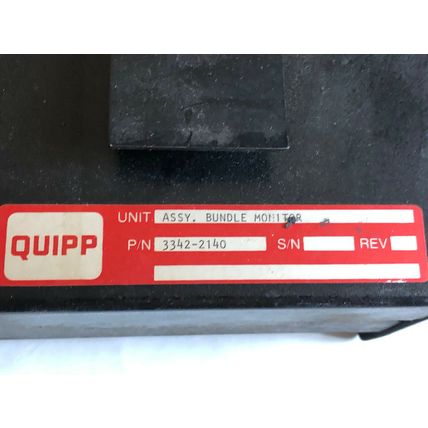 QUIPP
UNIT ASSY. BUNDLE MONITOR
P/N 3342-2140 S/N REV